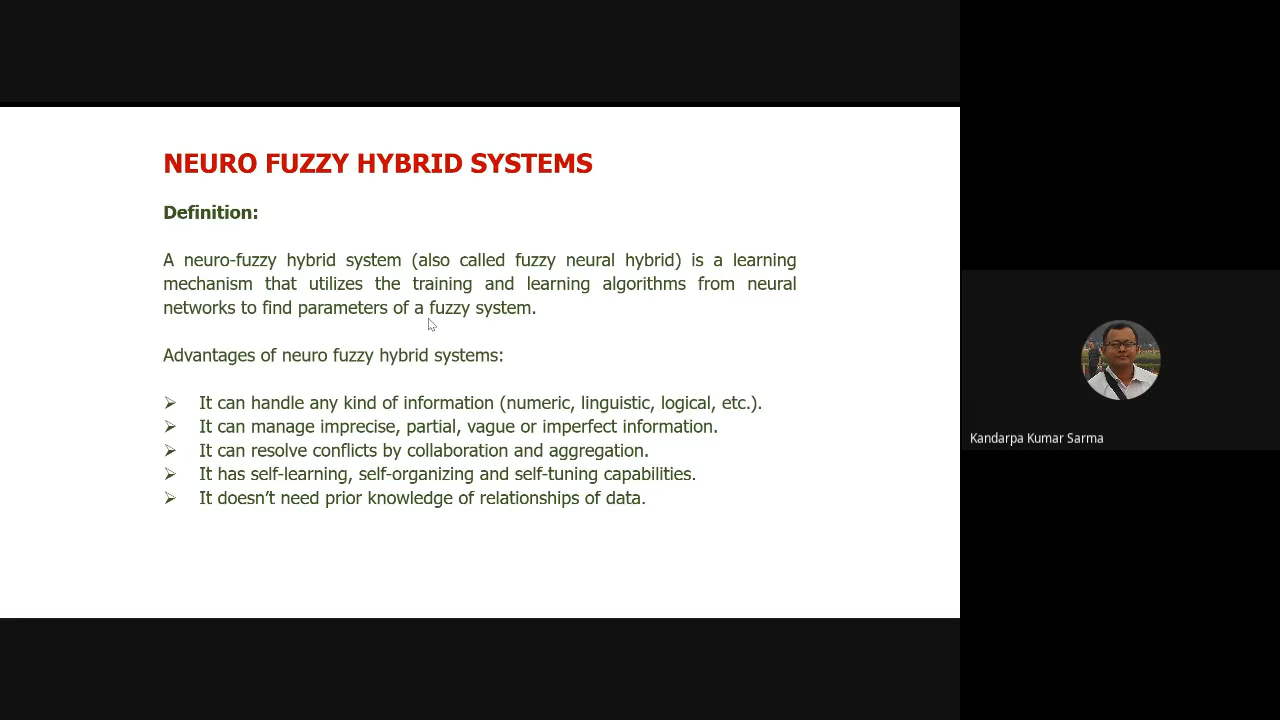 NEURO FUZZY HYBRID SYSTEMS
Definition:
A neuro-fuzzy hybrid system (also called fuzzy neural hybrid) is a learning
mechanism that utilizes the training and learning algorithms from neural
networks to find parameters of a fuzzy system.
Advantages of neuro fuzzy hybrid systems:
➢ It can handle any kind of information (numeric, linguistic, logical, etc.).
➢ It can manage imprecise, partial, vague or imperfect information.
➢ It can resolve conflicts by collaboration and aggregation.
➢ It has self-learning, self-organizing and self-tuning capabilities.
➢ It doesn’t need prior knowledge of relationships of data.
Kandarpa Kumar Sarma